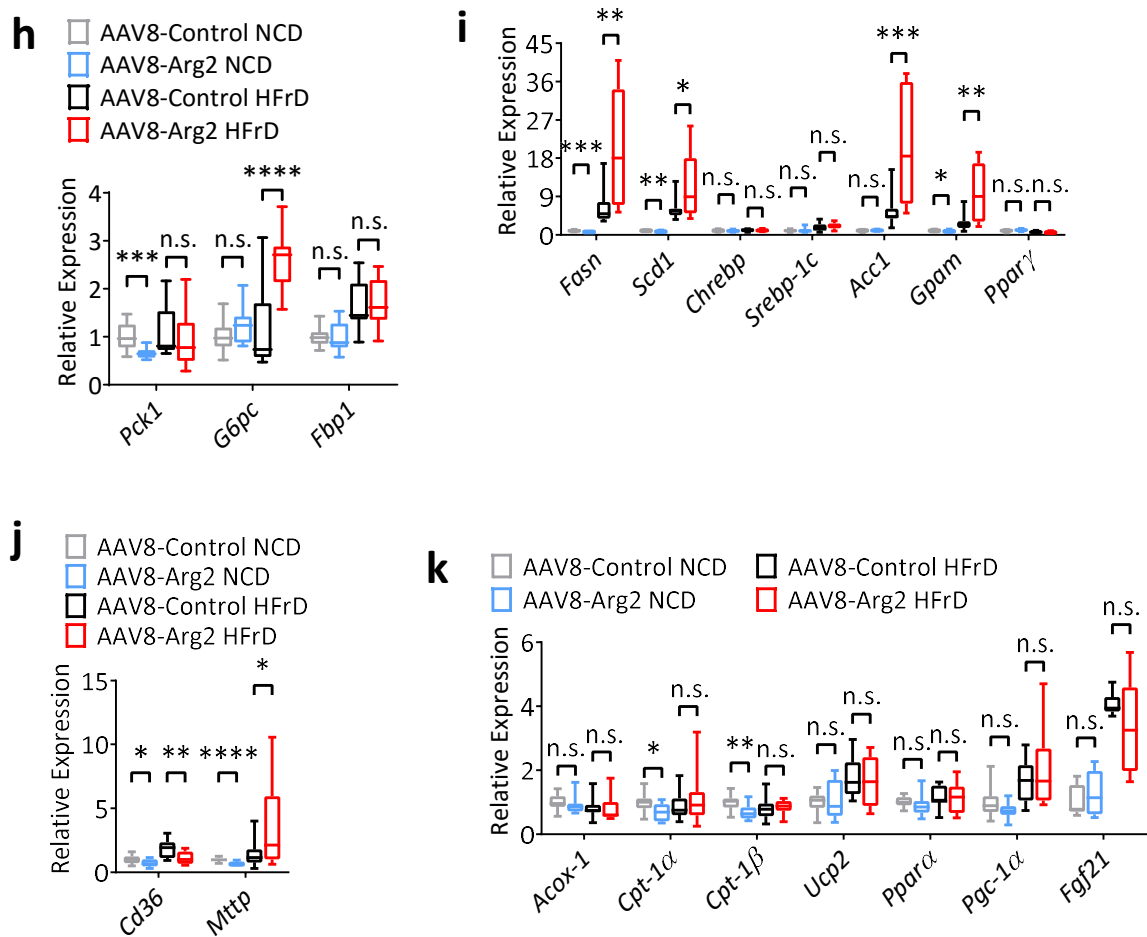 h
AAV8-Control NCD
AAV8-Arg2 NCD
AAV8-Control HFrD
AAV8-Arg2 HFrD
Relative Expression
4
3
2
1
0
*** n.s. n.s. **** n.s. n.s.
Pck1 G6pc Fbp1
i
Relative Expression
45
36
27
18
9
0
*** ** ** * n.s. n.s. n.s. n.s. n.s. *** * ** n.s. n.s.
Fasn Scd1 Chrebp Srebp-1c Acc1 Gpam Pparγ
j
AAV8-Control NCD
AAV8-Arg2 NCD
AAV8-Control HFrD
AAV8-Arg2 HFrD
Relative Expression
15
10
5
0
* ** **** *
Cd36 Mttp
k
AAV8-Control NCD AAV8-Control HFrD
AAV8-Arg2 NCD AAV8-Arg2 HFrD
Relative Expression
6
4
2
0
n.s. n.s. * n.s. ** n.s. n.s. n.s. n.s. n.s. n.s. n.s. n.s. n.s.
Acox-1 Cpt-1α Cpt-1β Ucp2 Pparα Pgc-1α Fgf21